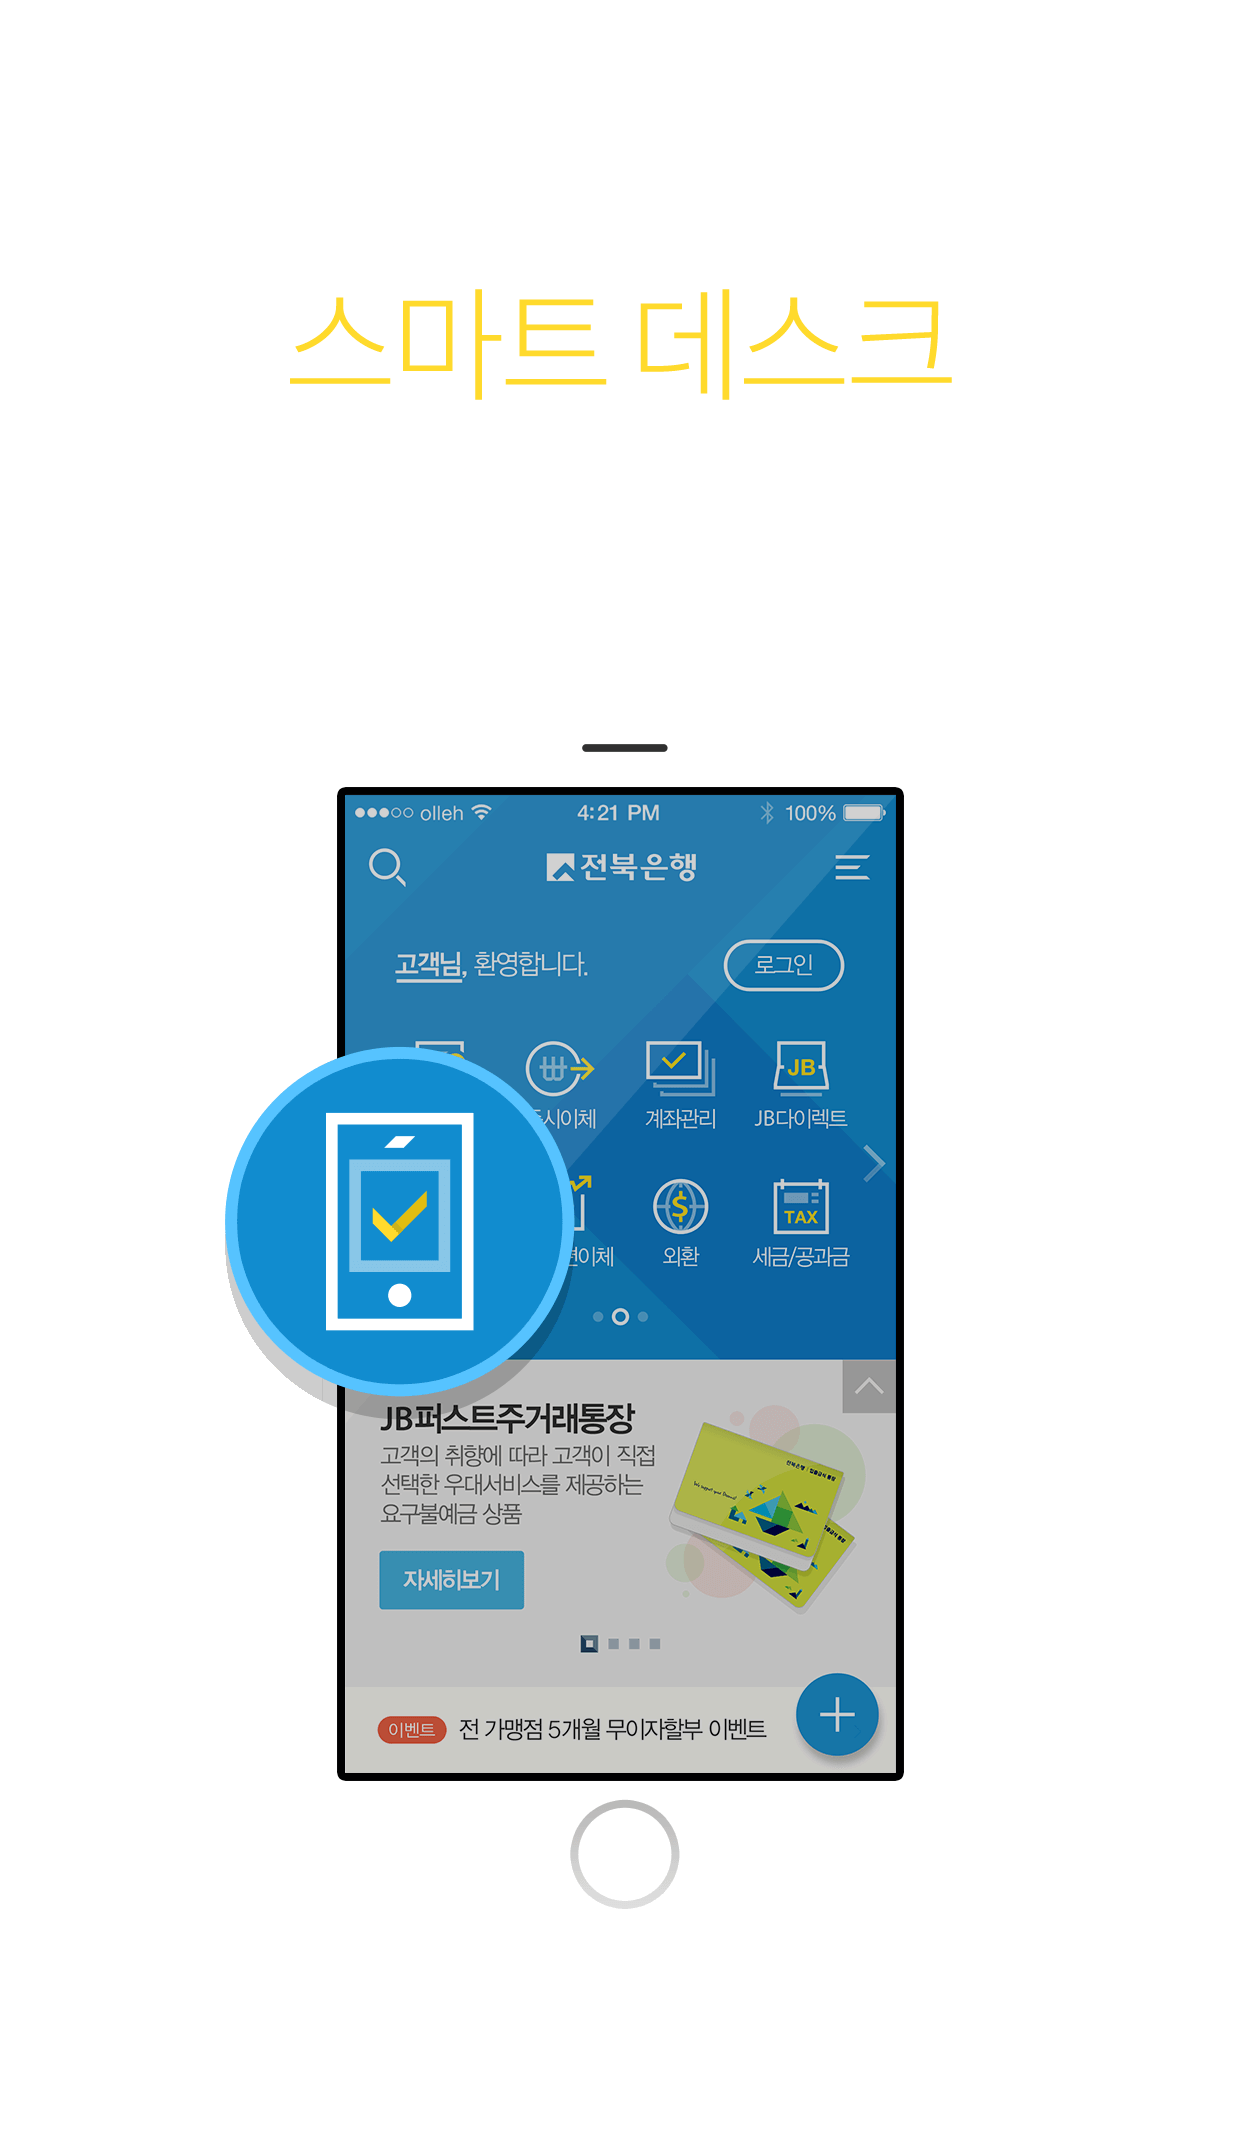 스마트 데스크
olleh 4:21 PM 100%
전북은행
고객님, 환영합니다.
로그인
시이체
계좌관리
JB다이렉트
이체
외환
세금/공과금
JB
$
TAX
JB퍼스트주거래통장
고객의 취향에 따라 고객이 직접
선택한 우대서비스를 제공하는
요구불예금 상품
자세히보기
이벤트 전 가맹점 5개월 무이자할부 이벤트